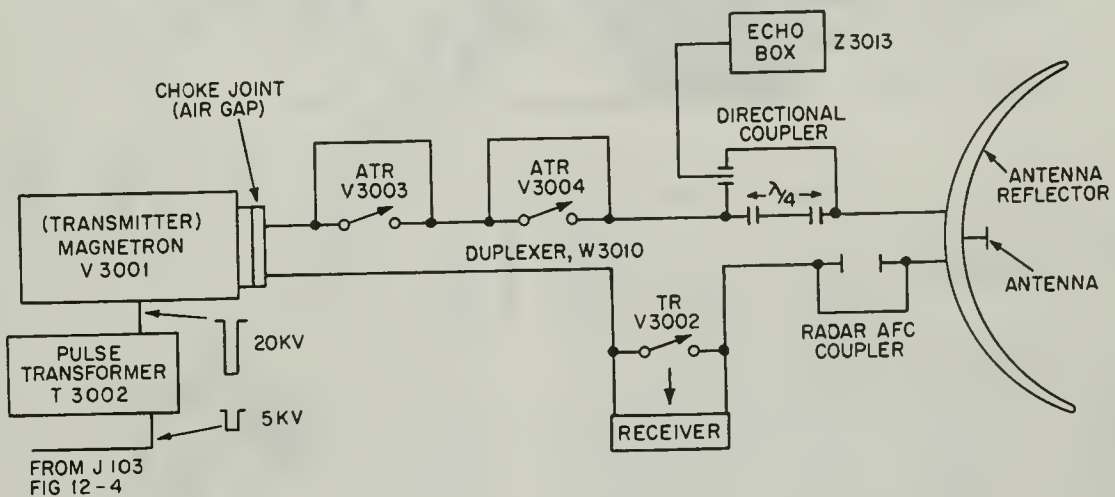 ECHO
BOX
Z 3013
CHOKE JOINT
(AIR GAP)
DIRECTIONAL
COUPLER
ATR
V3003
ATR
V3004
λ/4
ANTENNA
REFLECTOR
(TRANSMITTER)
MAGNETRON
V 3001
DUPLEXER, W3010
ANTENNA
TR
V3002
RADAR AFC
COUPLER
20KV
PULSE
TRANSFORMER
T 3002
5KV
RECEIVER
FROM J 103
FIG 12-4